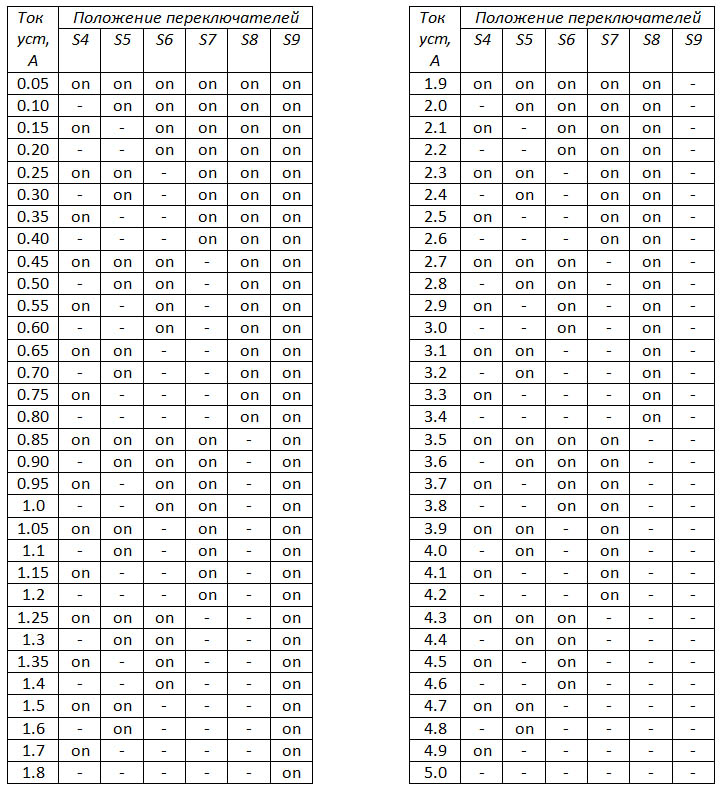 Ток уст, А Положение переключателей
S4 S5 S6 S7 S8 S9
0.05 on on on on on on
0.10 - on on on on on
0.15 on - on on on on
0.20 - - on on on on
0.25 on on - on on on
0.30 - on - on on on
0.35 on - - on on on
0.40 - - - on on on
0.45 on on on - on on
0.50 - on on - on on
0.55 on - on - on on
0.60 - - on - on on
0.65 on on - - on on
0.70 - on - - on on
0.75 on - - - on on
0.80 - - - - on on
0.85 on on on on - on
0.90 - on on on - on
0.95 on - on on - on
1.0 - - on on - on
1.05 on on - on - on
1.1 - on - on - on
1.15 on - - on - on
1.2 - - - on - on
1.25 on on on - - on
1.3 - on on - - on
1.35 on - on - - on
1.4 - - on - - on
1.5 on on - - - on
1.6 - on - - - on
1.7 on - - - - on
1.8 - - - - - on
Ток уст, А Положение переключателей
S4 S5 S6 S7 S8 S9
1.9 on on on on on -
2.0 - on on on on -
2.1 on - on on on -
2.2 - - on on on -
2.3 on on - on on -
2.4 - on - on on -
2.5 on - - on on -
2.6 - - - on on -
2.7 on on on - on -
2.8 - on on - on -
2.9 on - on - on -
3.0 - - on - on -
3.1 on on - - on -
3.2 - on - - on -
3.3 on - - - on -
3.4 - - - - on -
3.5 on on on on - -
3.6 - on on on - -
3.7 on - on on - -
3.8 - - on on - -
3.9 on on - on - -
4.0 - on - on - -
4.1 on - - on - -
4.2 - - - on - -
4.3 on on on - - -
4.4 - on on - - -
4.5 on - on - - -
4.6 - - on - - -
4.7 on on - - - -
4.8 - on - - - -
4.9 on - - - - -
5.0 - - - - - -